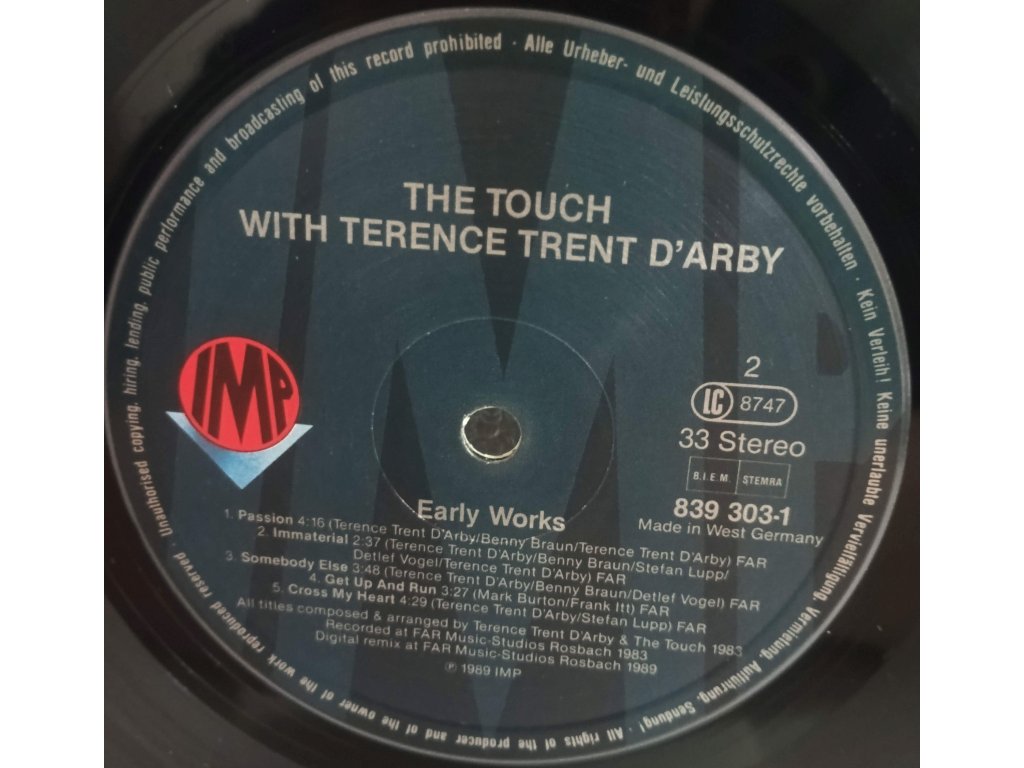 Unauthorised copying, hiring, lending, public performance and broadcasting of this record prohibited · Alle Urheber- und Leistungsschutzrechte vorbehalten · Kein Verleih! Keine unerlaubte Vervielfältigung, Vermietung, Aufführung, Sendung! · All rights of the producer and of the owner of the work reproduced reserved ·
THE TOUCH
WITH TERENCE TRENT D'ARBY
IMP
2
LC 8747
33 Stereo
B.I.E.M. STEMRA
839 303-1
Made in West Germany
Early Works
1. Passion 4:16 (Terence Trent D'Arby/Benny Braun/Terence Trent D'Arby) FAR
2. Immaterial 2:37 (Terence Trent D'Arby/Benny Braun/Stefan Lupp/
Detlef Vogel/Terence Trent D'Arby) FAR
3. Somebody Else 3:48 (Terence Trent D'Arby/Benny Braun/Detlef Vogel) FAR
4. Get Up And Run 3:27 (Mark Burton/Frank Itt) FAR
5. Cross My Heart 4:29 (Terence Trent D'Arby/Stefan Lupp) FAR
All titles composed & arranged by Terence Trent D'Arby & The Touch 1983
Recorded at FAR Music-Studios Rosbach 1983
Digital remix at FAR Music-Studios Rosbach 1989
℗ 1989 IMP